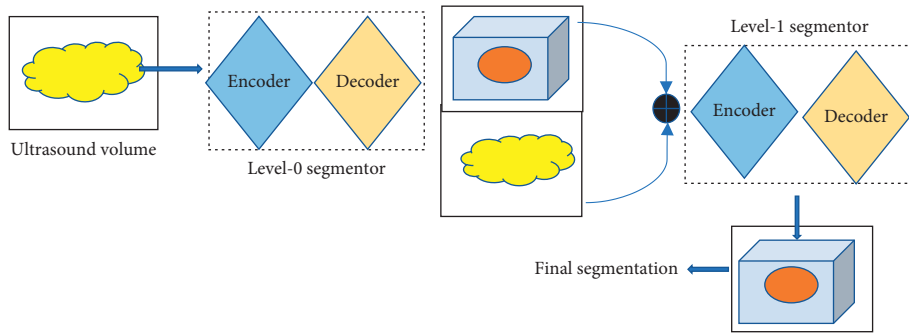 Ultrasound volume
Encoder
Decoder
Level-0 segmentor
Level-1 segmentor
Encoder
Decoder
Final segmentation